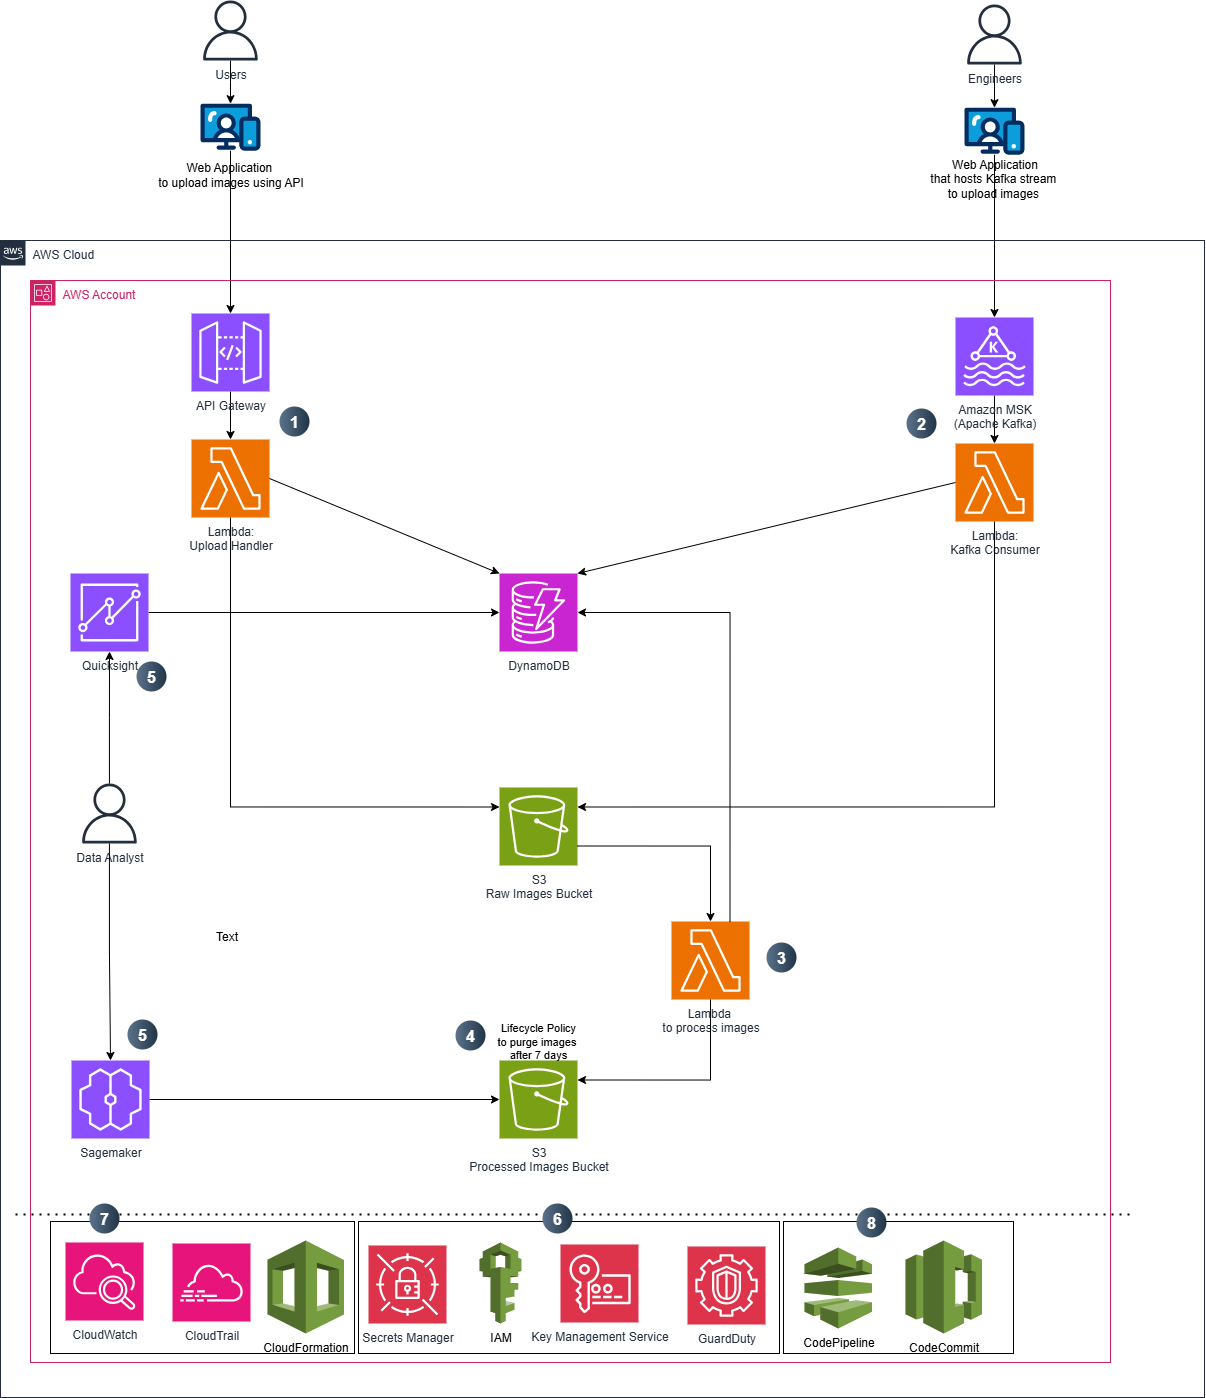 Users
Engineers
Web Application
to upload images using API
Web Application
that hosts Kafka stream
to upload images
aws
AWS Cloud
AWS Account
</>
K
API Gateway
Amazon MSK
(Apache Kafka)
1
2
Lambda:
Upload Handler
Lambda:
Kafka Consumer
Quicksight
5
DynamoDB
Data Analyst
S3
Raw Images Bucket
Text
3
Lambda
to process images
5
4
Lifecycle Policy
to purge images
after 7 days
Sagemaker
S3
Processed Images Bucket
7
6
8
CloudWatch
CloudTrail
CloudFormation
Secrets Manager
IAM
Key Management Service
GuardDuty
CodePipeline
CodeCommit